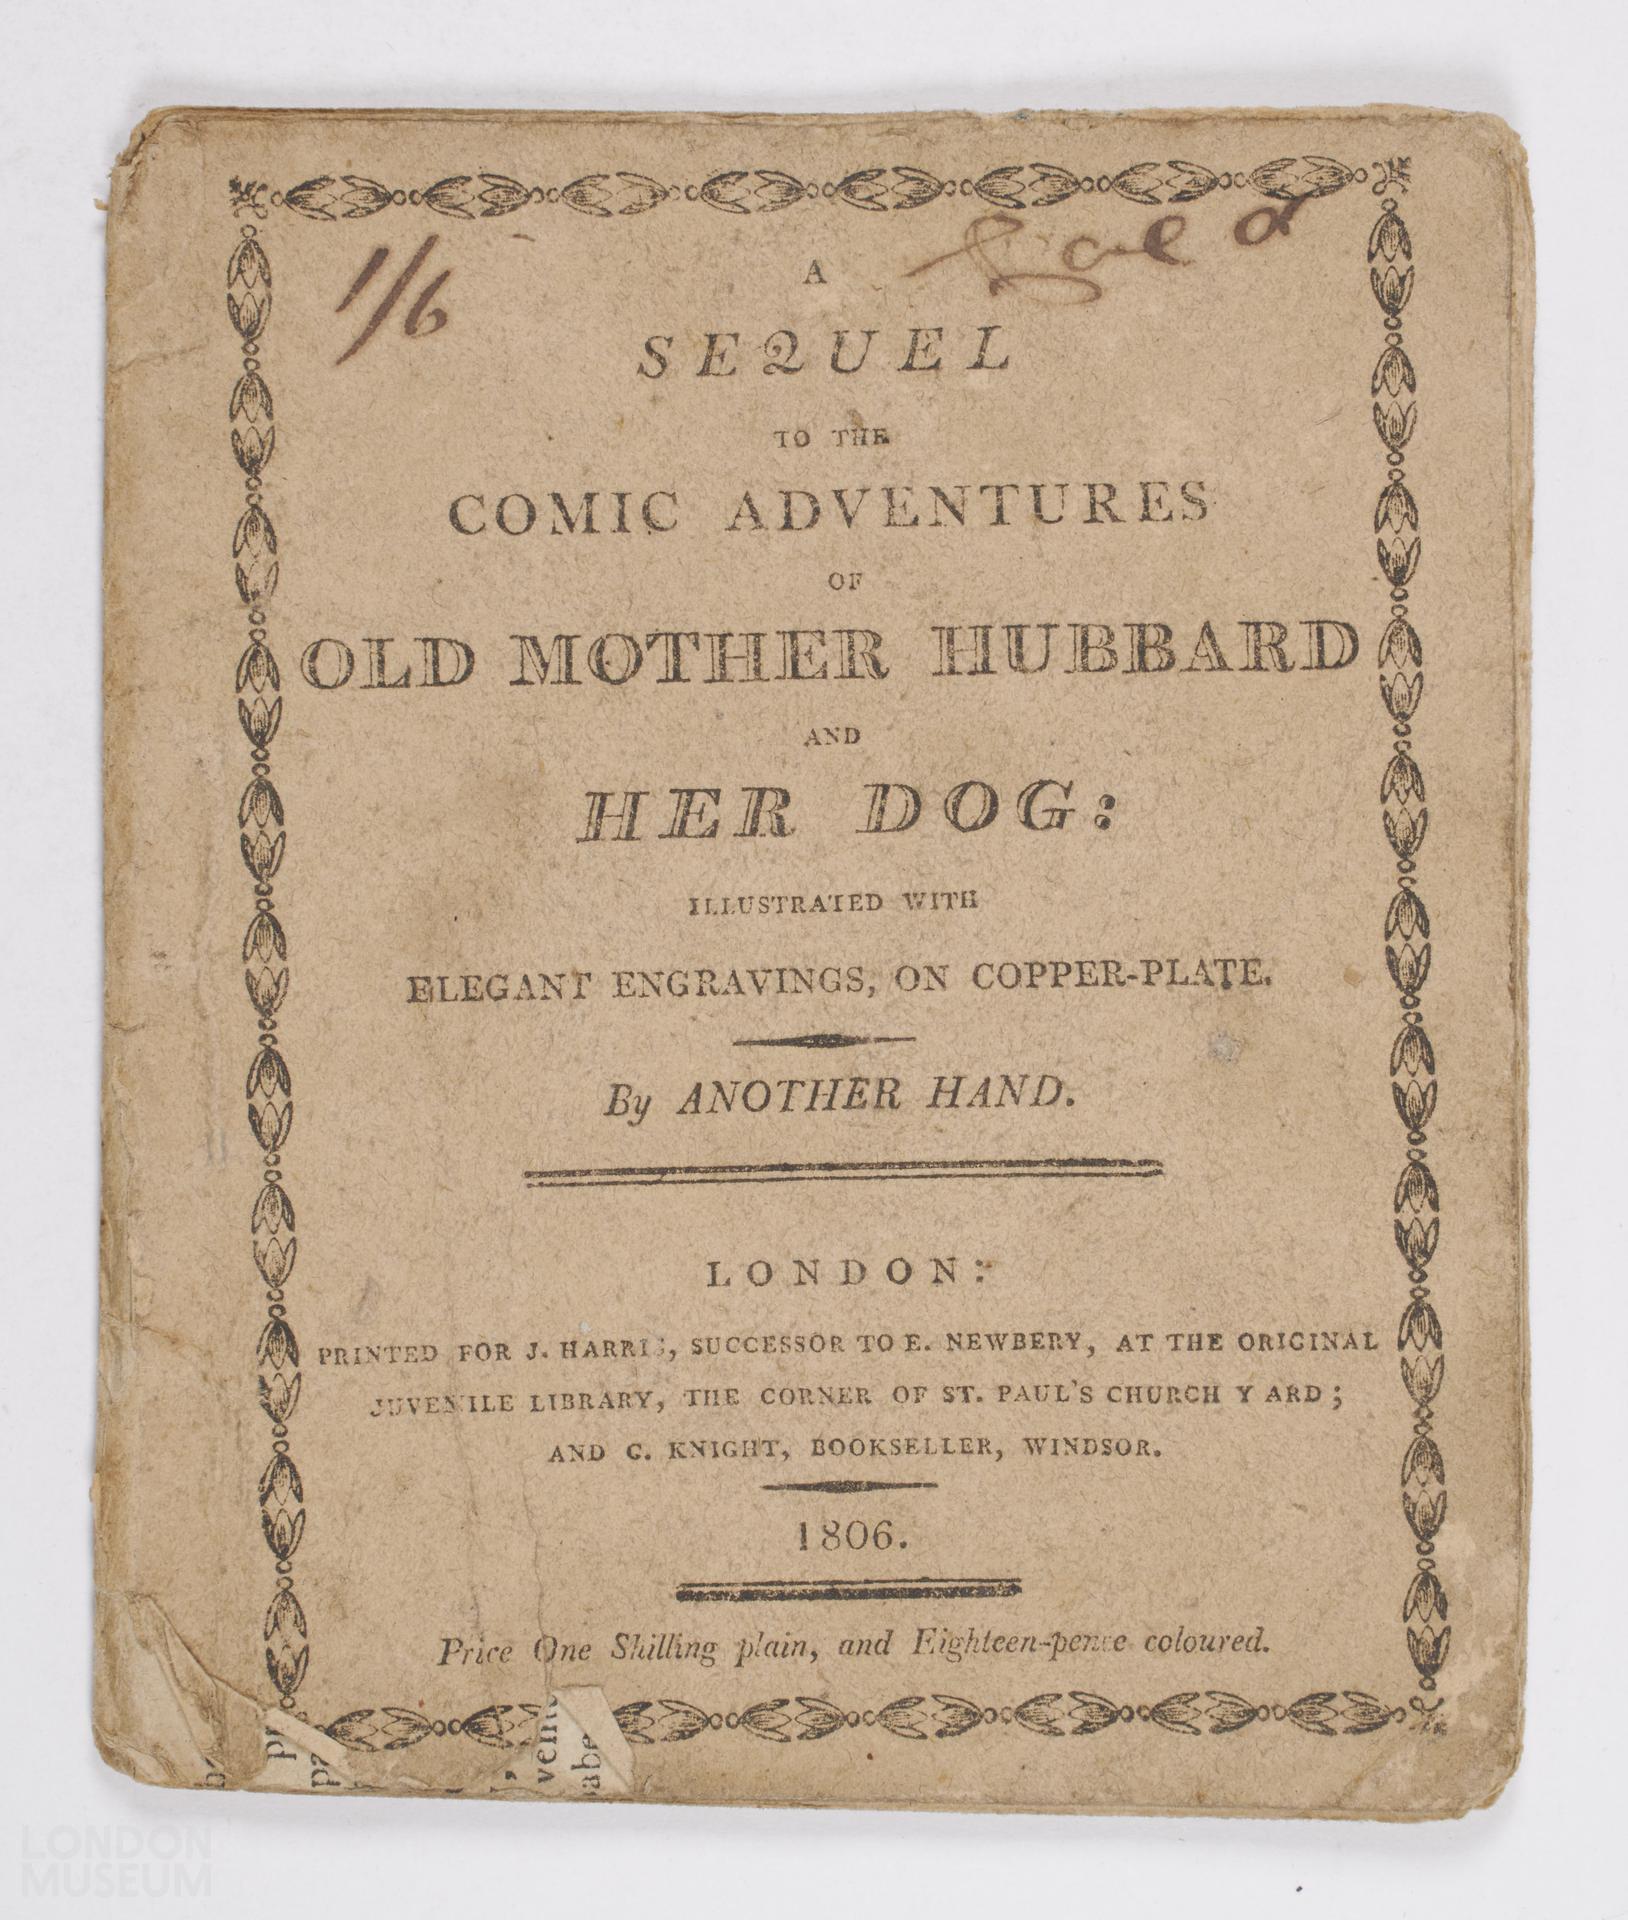 1/6
A
SEQUEL
TO THE
COMIC ADVENTURES
OF
OLD MOTHER HUBBARD
AND
HER DOG:
ILLUSTRATED WITH
ELEGANT ENGRAVINGS, ON COPPER-PLATE.
By ANOTHER HAND.
LONDON:
PRINTED FOR J. HARRIS, SUCCESSOR TO E. NEWBERY, AT THE ORIGINAL
JUVENILE LIBRARY, THE CORNER OF ST. PAUL'S CHURCH YARD;
AND C. KNIGHT, BOOKSELLER, WINDSOR.
1806.
Price One Shilling plain, and Eighteen-pence coloured.
LONDON
MUSEUM